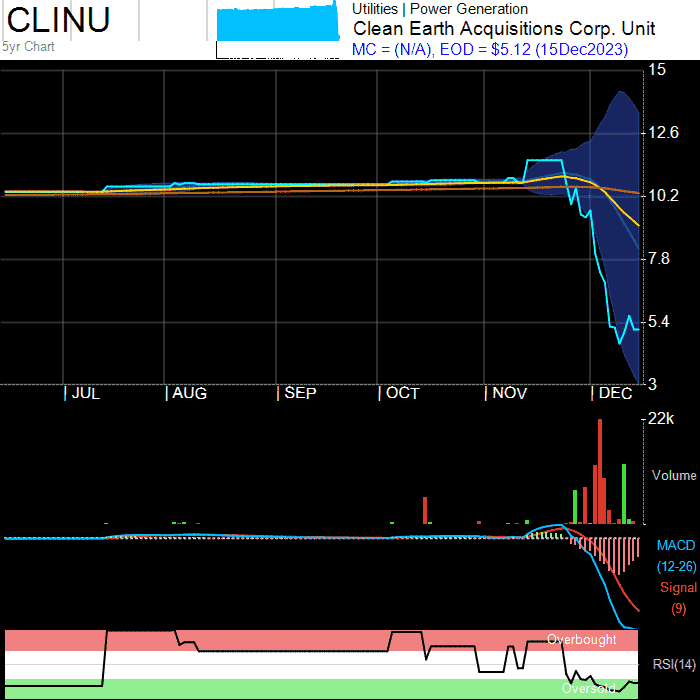 CLINU
5yr Chart
Utilities | Power Generation
Clean Earth Acquisitions Corp. Unit
MC = (N/A), EOD = $5.12 (15Dec2023)
15
12.6
10.2
7.8
5.4
3
| JUL | AUG | SEP | OCT | NOV | DEC
22k
Volume
MACD
(12-26)
Signal
(9)
Overbought
RSI(14)
Oversold